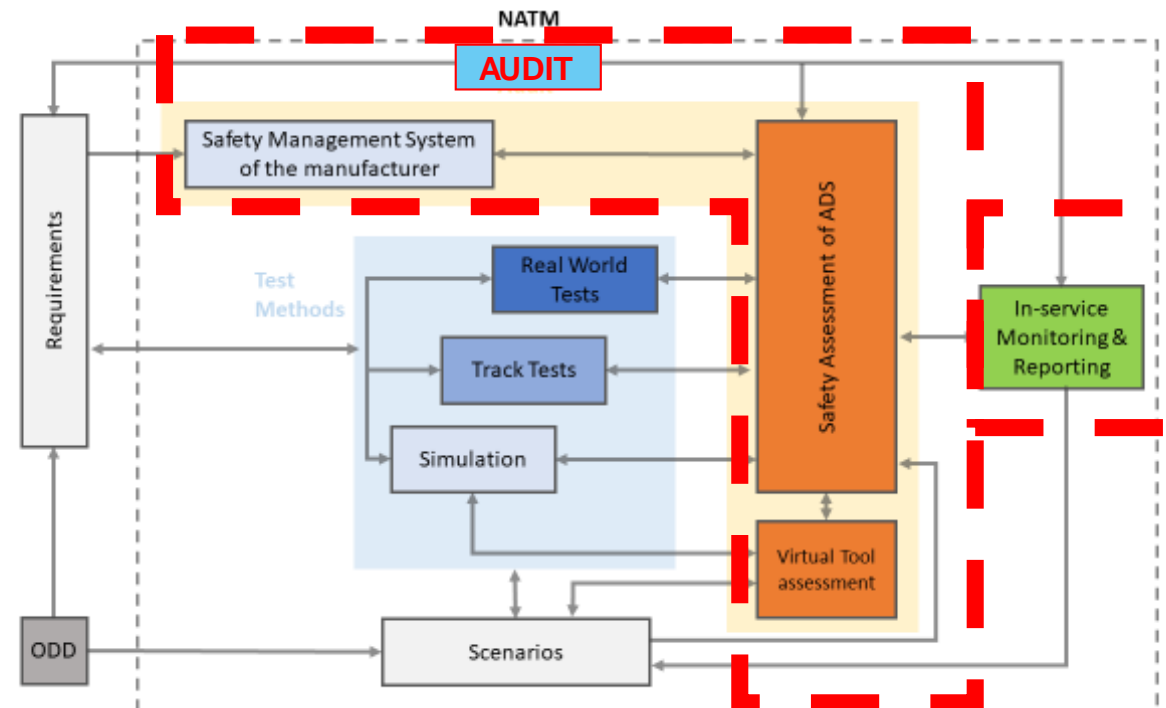 NATM
AUDIT
Safety Management System
of the manufacturer
Requirements
Safety Assessment of ADS
Test
Methods
Real World
Tests
Track Tests
Simulation
In-service
Monitoring &
Reporting
Virtual Tool
assessment
ODD
Scenarios